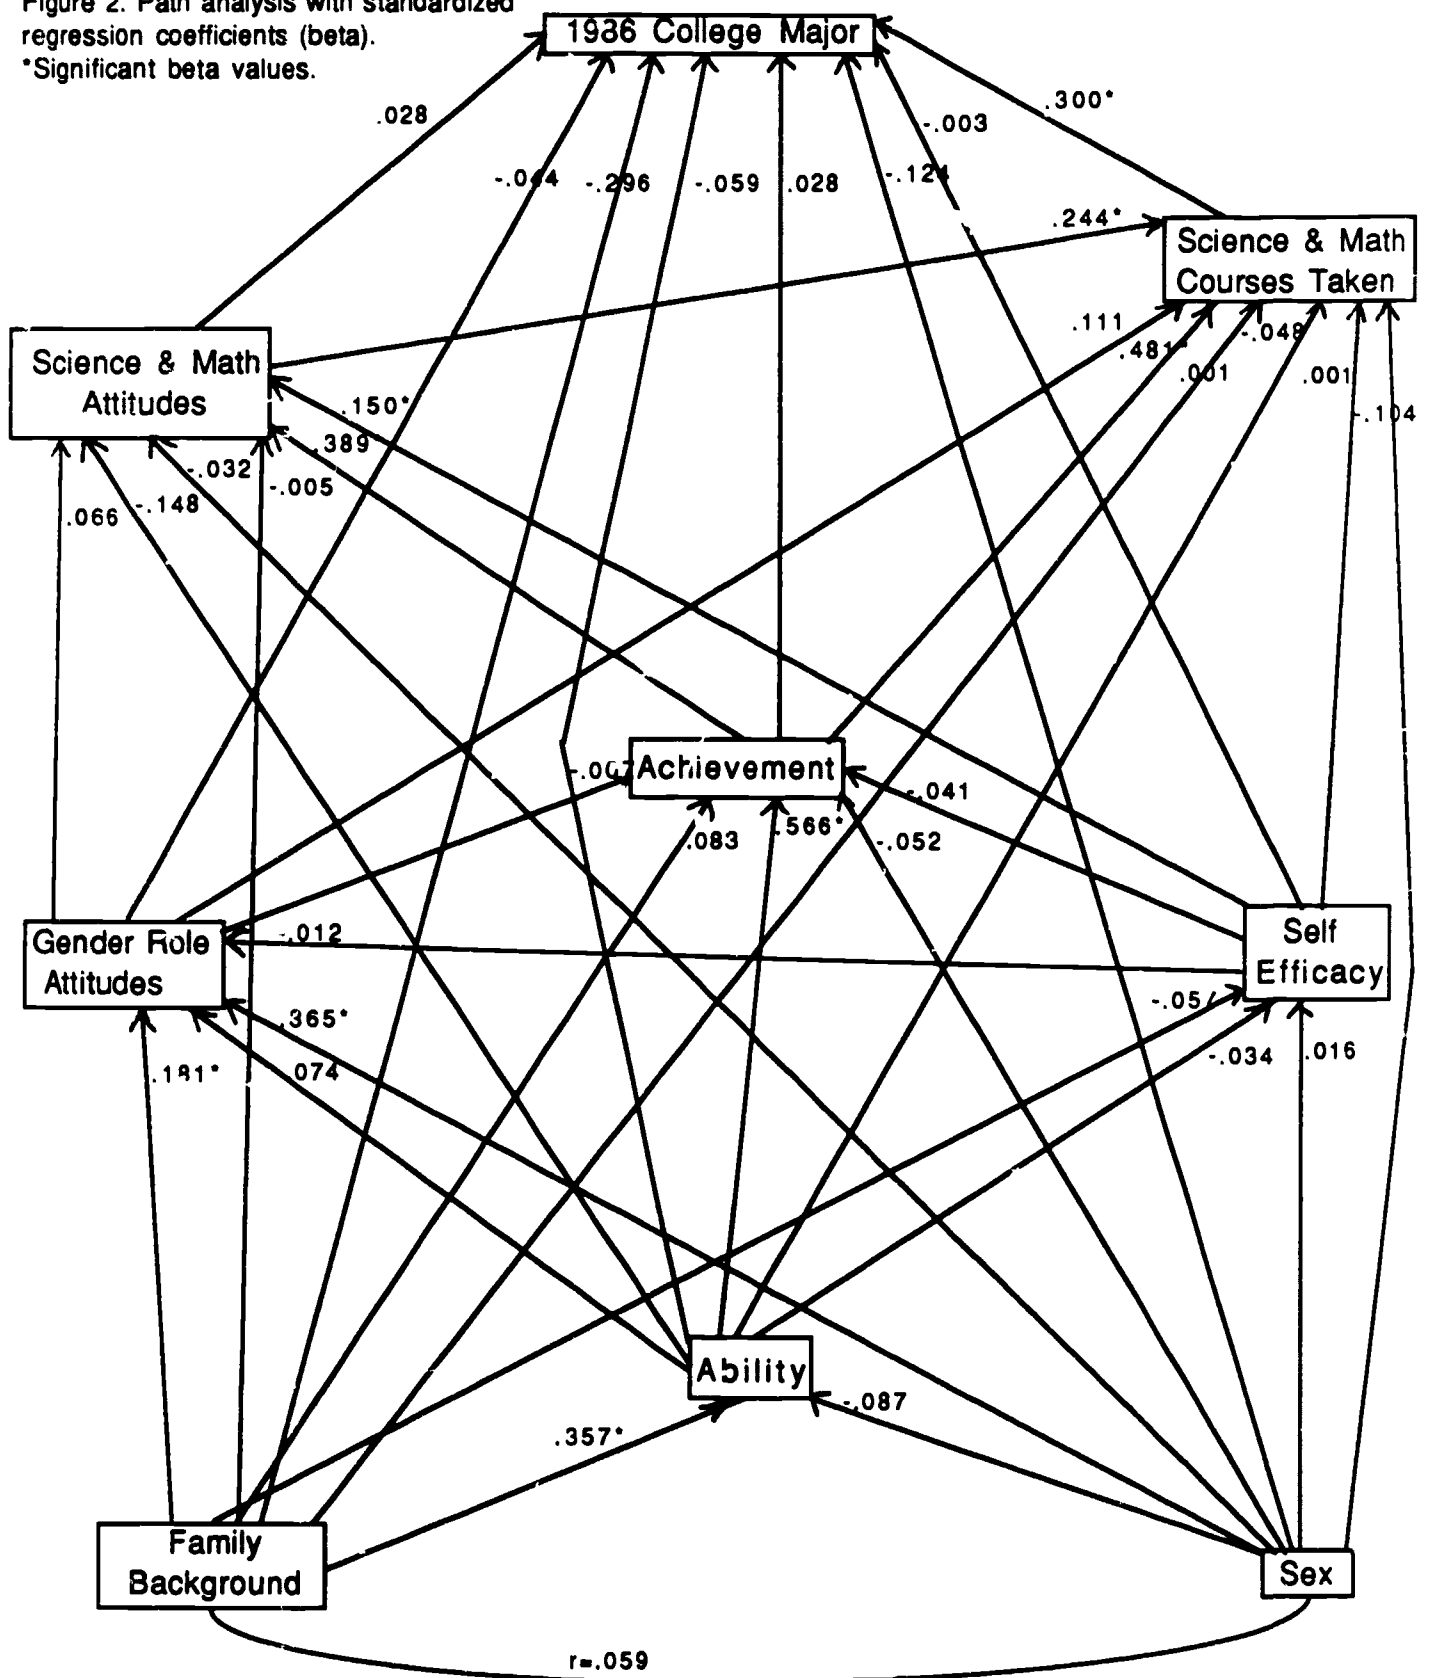 Figure 2. Path analysis with standardized
regression coefficients (beta).
*Significant beta values.
1986 College Major
.028
.300*
-.003
-.044
-.296
-.059
.028
-.124
.244*
Science & Math
Courses Taken
.111
.481*
-.048
.001
.001
-.104
Science & Math
Attitudes
.150*
.389
-.032
-.005
.066
-.148
Achievement
-.007
-.041
.083
.566*
-.052
Gender Role
Attitudes
-.012
Self
Efficacy
.365*
.074
.181*
-.034
.016
Ability
-.087
.357*
Family
Background
Sex
r=.059